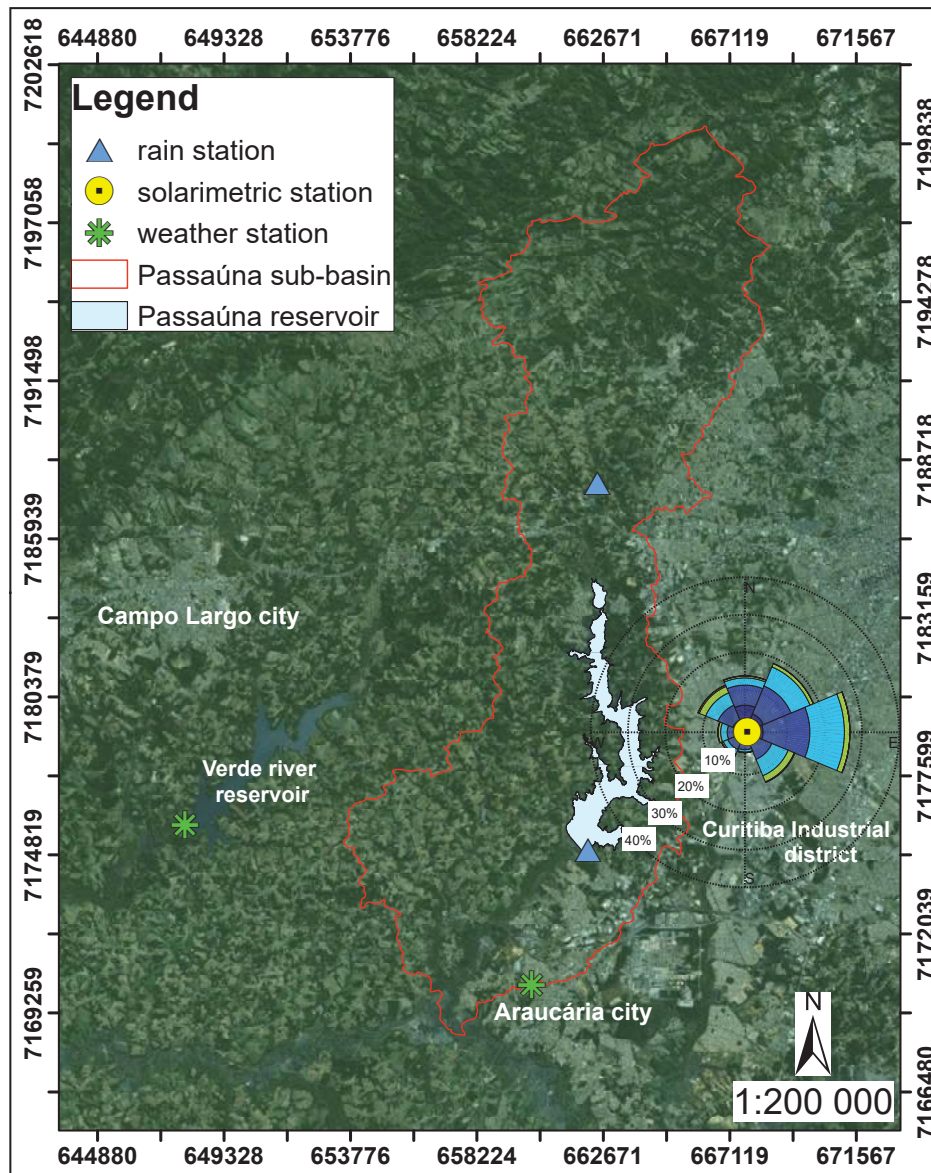 644880 649328 653776 658224 662671 667119 671567
7202618
7199838
7197058
7194278
7191498
7188718
7185939
7183159
7180379
7177599
7174819
7172039
7169259
7166480
Legend
rain station
solarimetric station
weather station
Passaúna sub-basin
Passaúna reservoir
Campo Largo city
Verde river
reservoir
N
W
E
S
10%
20%
30%
40%
Curitiba Industrial
district
Araucária city
N
1:200 000
644880 649328 653776 658224 662671 667119 671567